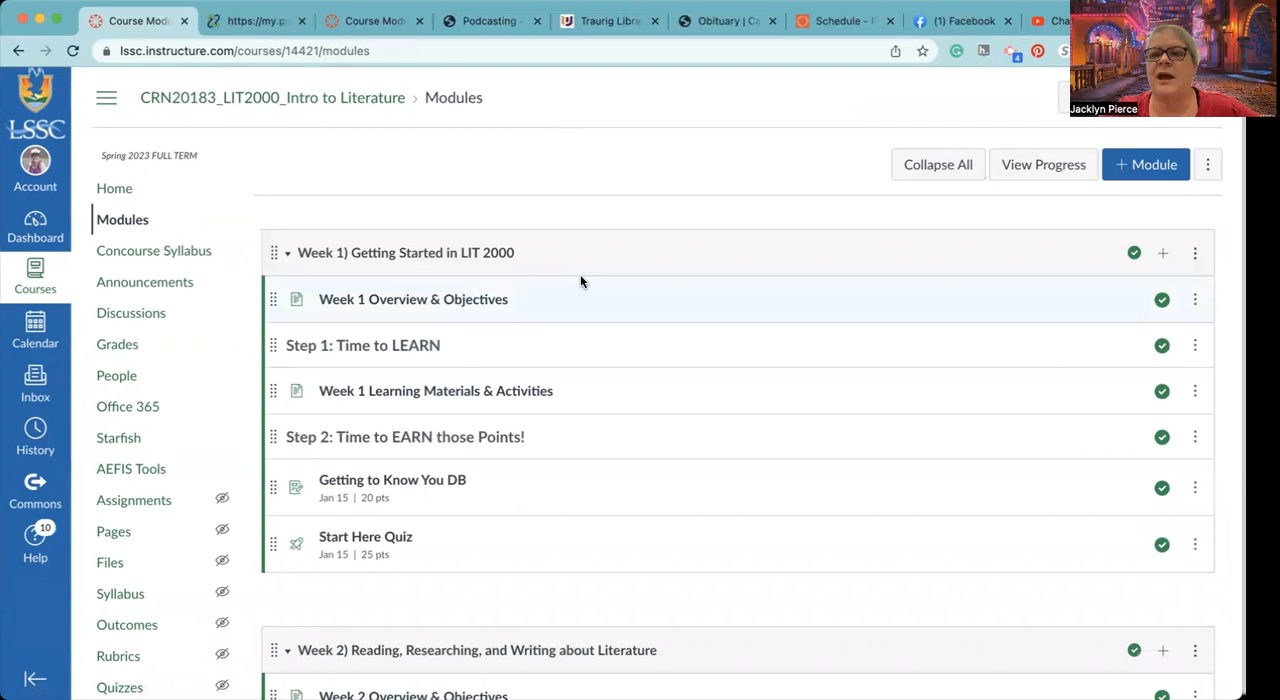 Course Modu
https://my.p
Course Modu
Podcasting -
Traurig Libra
Obituary | Ca
Schedule -
(1) Facebook
Cha
lssc.instructure.com/courses/14421/modules
4
Jacklyn Pierce
LSSC
CRN20183_LIT2000_Intro to Literature > Modules
Spring 2023 FULL TERM
Collapse All
View Progress
+ Module
Account
Dashboard
Courses
Calendar
Inbox
History
Commons
10
Help
Home
Modules
Concourse Syllabus
Announcements
Discussions
Grades
People
Office 365
Starfish
AEFIS Tools
Assignments
Pages
Files
Syllabus
Outcomes
Rubrics
Quizzes
Week 1) Getting Started in LIT 2000
Week 1 Overview & Objectives
Step 1: Time to LEARN
Week 1 Learning Materials & Activities
Step 2: Time to EARN those Points!
Getting to Know You DB
Jan 15 | 20 pts
Start Here Quiz
Jan 15 | 25 pts
Week 2) Reading, Researching, and Writing about Literature
Week 2 Overview & Objectives